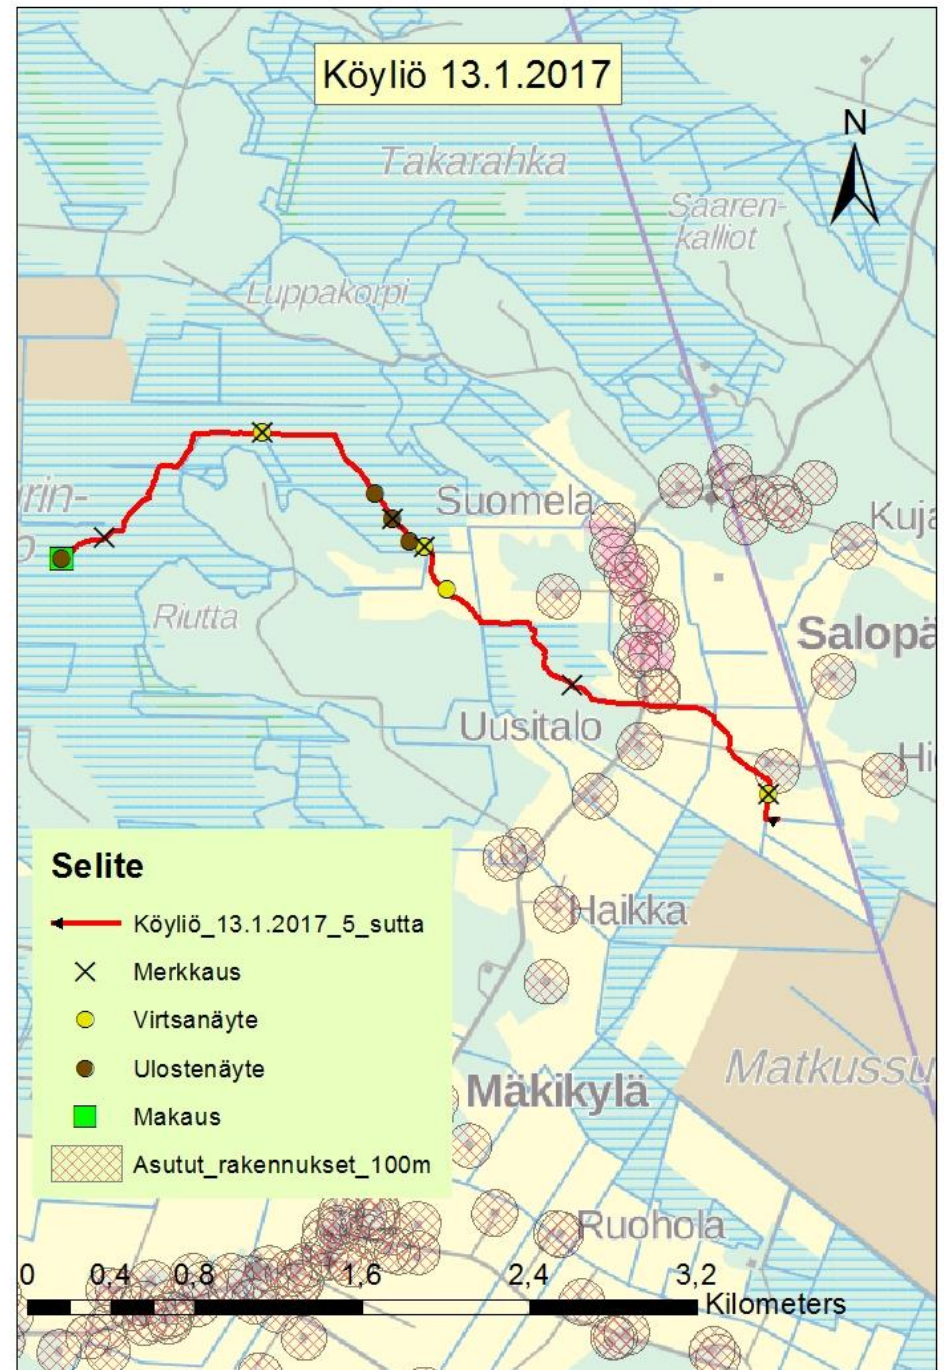 Köyliö 13.1.2017
N
Takarahka
Saaren-
kalliot
Luppakorpi
Suomela
Kuja
rin-
Riutta
Salopä
Uusitalo
Hi
Selite
Köyliö_13.1.2017_5_sutta
Merkkaus
Virtsanäyte
Ulostenäyte
Makaus
Asutut_rakennukset_100m
Haikka
Matkussu
Mäkikylä
Ruohola
0 0,4 0,8 1,6 2,4 3,2
Kilometers